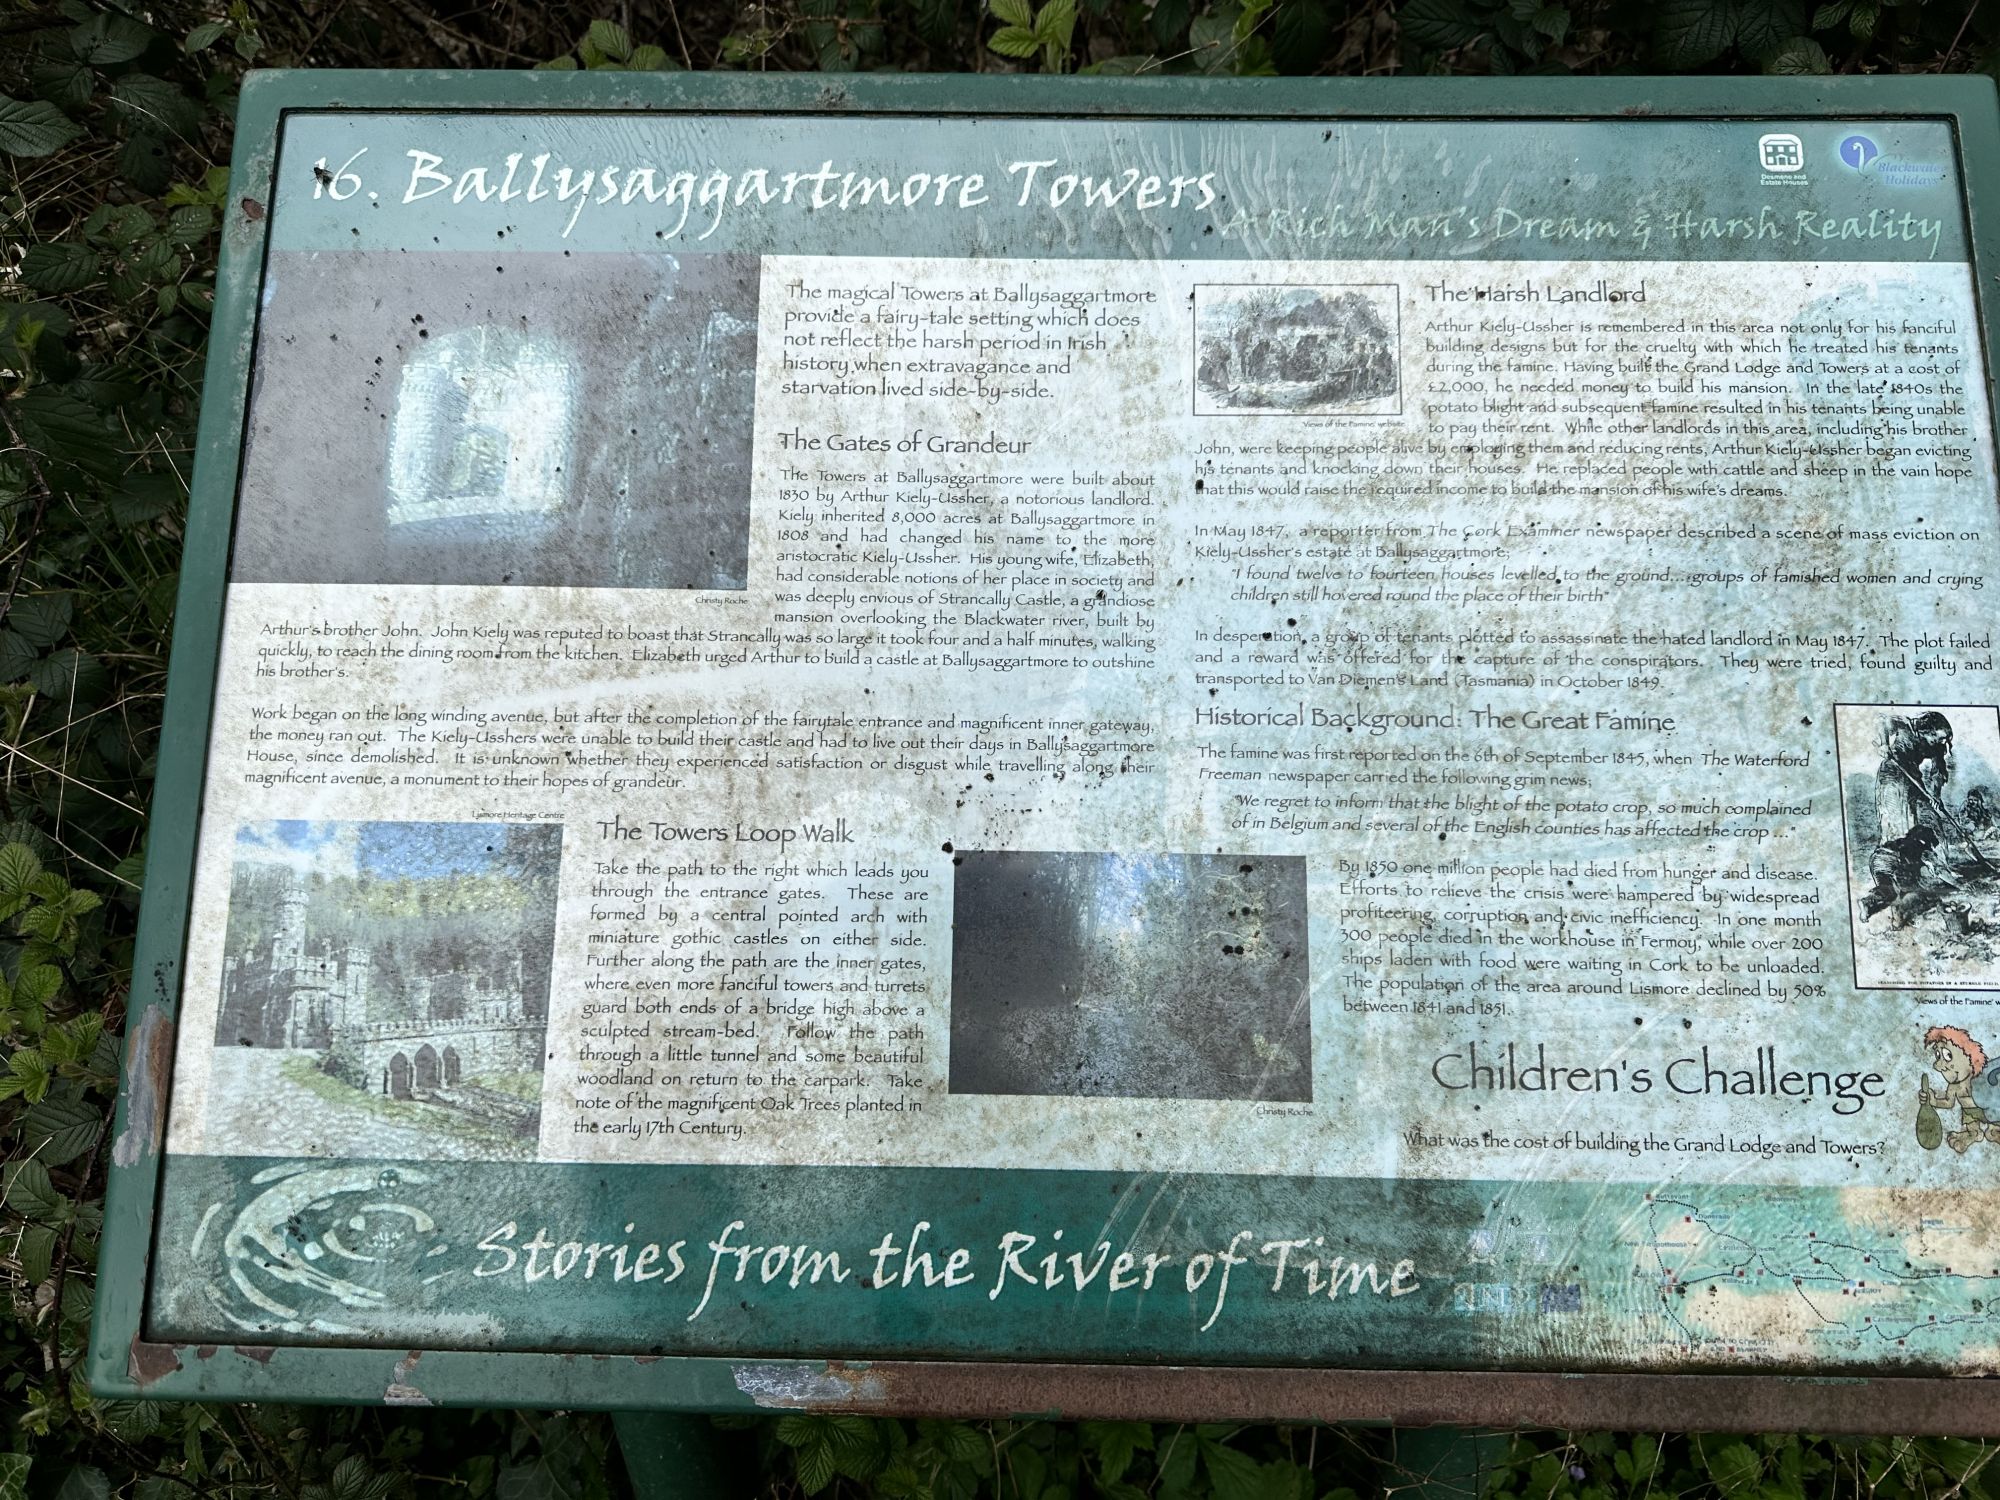 16. Ballysaggartmore Towers
A Rich Man's Dream & Harsh Reality
Desmene and
Estate Houses
Blackwater
Holidays
The magical Towers at Ballysaggartmore
provide a fairy-tale setting which does
not reflect the harsh period in Irish
history when extravagance and
starvation lived side-by-side.
The Gates of Grandeur
The Towers at Ballysaggartmore were built about
1830 by Arthur Kiely-Ussher, a notorious landlord.
Kiely inherited 8,000 acres at Ballysaggartmore in
1808 and had changed his name to the more
aristocratic Kiely-Ussher. His young wife, Elizabeth,
had considerable notions of her place in society and
was deeply envious of Strancally Castle, a grandiose
mansion overlooking the Blackwater river, built by
Christy Roche
Arthur's brother John. John Kiely was reputed to boast that Strancally was so large it took four and a half minutes, walking
quickly, to reach the dining room from the kitchen. Elizabeth urged Arthur to build a castle at Ballysaggartmore to outshine
his brother's.
Work began on the long winding avenue, but after the completion of the fairytale entrance and magnificent inner gateway,
the money ran out. The Kiely-Usshers were unable to build their castle and had to live out their days in Ballysaggartmore
House, since demolished. It is unknown whether they experienced satisfaction or disgust while travelling along their
magnificent avenue, a monument to their hopes of grandeur.
Lismore Heritage Centre
The Towers Loop Walk
Take the path to the right which leads you
through the entrance gates. These are
formed by a central pointed arch with
miniature gothic castles on either side.
Further along the path are the inner gates,
where even more fanciful towers and turrets
guard both ends of a bridge high above a
sculpted stream-bed. Follow the path
through a little tunnel and some beautiful
woodland on return to the carpark. Take
note of the magnificent Oak Trees planted in
the early 17th Century.
Christy Roche
Views of the Famine website
The Harsh Landlord
Arthur Kiely-Ussher is remembered in this area not only for his fanciful
building designs but for the cruelty with which he treated his tenants
during the famine. Having built the Grand Lodge and Towers at a cost of
£2,000, he needed money to build his mansion. In the late 1840s the
potato blight and subsequent famine resulted in his tenants being unable
to pay their rent. While other landlords in this area, including his brother
John, were keeping people alive by employing them and reducing rents, Arthur Kiely-Ussher began evicting
his tenants and knocking down their houses. He replaced people with cattle and sheep in the vain hope
that this would raise the required income to build the mansion of his wife's dreams.
In May 1847, a reporter from The Cork Examiner newspaper described a scene of mass eviction on
Kiely-Ussher's estate at Ballysaggartmore;
"I found twelve to fourteen houses levelled to the ground....groups of famished women and crying
children still hovered round the place of their birth"
In desperation, a group of tenants plotted to assassinate the hated landlord in May 1847. The plot failed
and a reward was offered for the capture of the conspirators. They were tried, found guilty and
transported to Van Diemen's Land (Tasmania) in October 1849.
Historical Background: The Great Famine
The famine was first reported on the 6th of September 1845, when The Waterford
Freeman newspaper carried the following grim news;
"We regret to inform that the blight of the potato crop, so much complained
of in Belgium and several of the English counties has affected the crop ..."
By 1850 one million people had died from hunger and disease.
Efforts to relieve the crisis were hampered by widespread
profiteering, corruption and civic inefficiency. In one month
300 people died in the workhouse in Fermoy, while over 200
ships laden with food were waiting in Cork to be unloaded.
The population of the area around Lismore declined by 50%
between 1841 and 1851.
Views of the Famine' w
Children's Challenge
What was the cost of building the Grand Lodge and Towers?
Stories from the River of Time